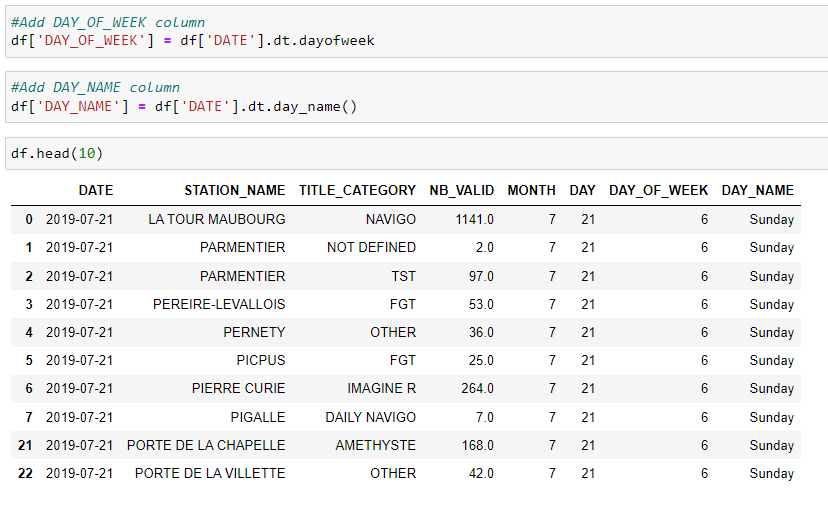 #Add DAY_OF_WEEK column
df['DAY_OF_WEEK'] = df['DATE'].dt.dayofweek
#Add DAY_NAME column
df['DAY_NAME'] = df['DATE'].dt.day_name()
df.head(10)
DATE STATION_NAME TITLE_CATEGORY NB_VALID MONTH DAY DAY_OF_WEEK DAY_NAME
0 2019-07-21 LA TOUR MAUBOURG NAVIGO 1141.0 7 21 6 Sunday
1 2019-07-21 PARMENTIER NOT DEFINED 2.0 7 21 6 Sunday
2 2019-07-21 PARMENTIER TST 97.0 7 21 6 Sunday
3 2019-07-21 PEREIRE-LEVALLOIS FGT 53.0 7 21 6 Sunday
4 2019-07-21 PERNETY OTHER 36.0 7 21 6 Sunday
5 2019-07-21 PICPUS FGT 25.0 7 21 6 Sunday
6 2019-07-21 PIERRE CURIE IMAGINE R 264.0 7 21 6 Sunday
7 2019-07-21 PIGALLE DAILY NAVIGO 7.0 7 21 6 Sunday
21 2019-07-21 PORTE DE LA CHAPELLE AMETHYSTE 168.0 7 21 6 Sunday
22 2019-07-21 PORTE DE LA VILLETTE OTHER 42.0 7 21 6 Sunday